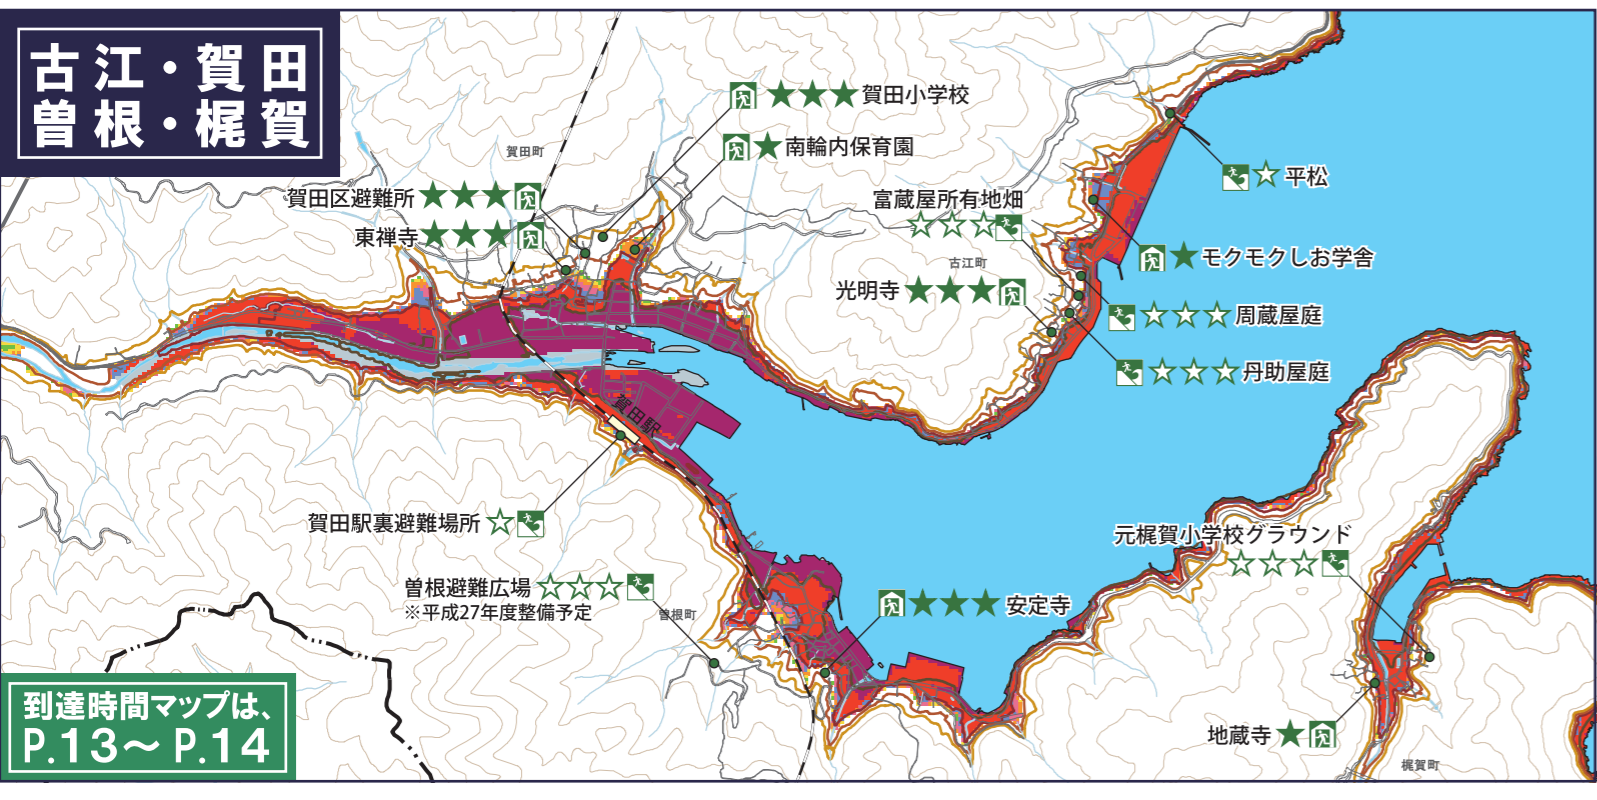 古江・賀田
曽根・梶賀
★★★賀田小学校
★南輪内保育園
賀田町
賀田区避難所★★★
東禅寺★★★
富蔵屋所有地畑
☆☆☆
古江町
光明寺★★★
☆平松
★モクモクしお学舎
☆☆☆周蔵屋庭
☆☆☆丹助屋庭
賀田駅
賀田駅裏避難場所☆
曽根避難広場☆☆☆
※平成27年度整備予定
曽根町
★★★安定寺
元梶賀小学校グラウンド
☆☆☆
地蔵寺★
梶賀町
到達時間マップは、
P.13〜P.14